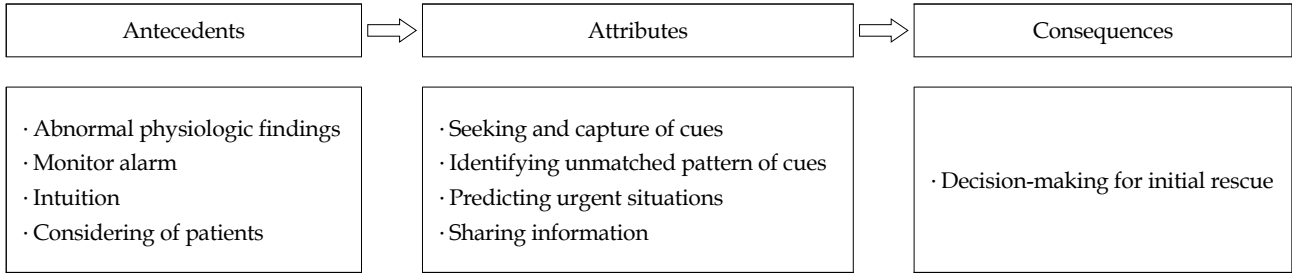 Antecedents
Attributes
Consequences
· Abnormal physiologic findings
· Monitor alarm
· Intuition
· Considering of patients
· Seeking and capture of cues
· Identifying unmatched pattern of cues
· Predicting urgent situations
· Sharing information
· Decision-making for initial rescue